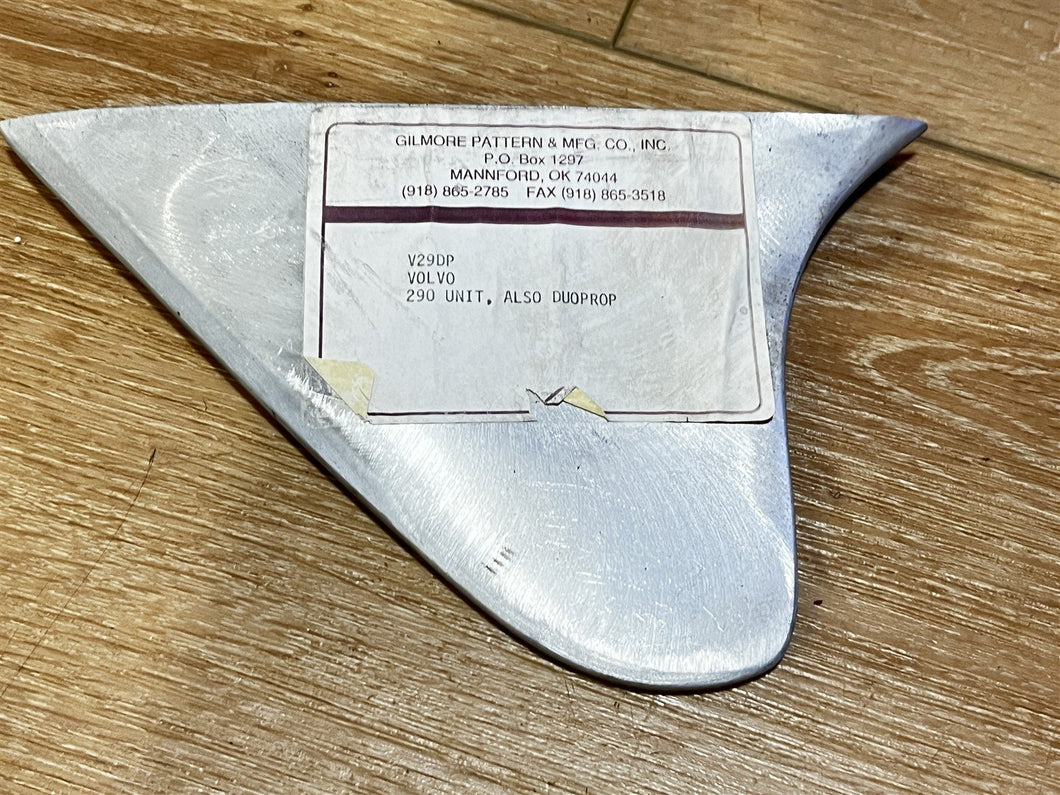 GILMORE PATTERN & MFG. CO., INC.
P.O. Box 1297
MANNFORD, OK 74044
(918) 865-2785 FAX (918) 865-3518
V29DP
VOLVO
290 UNIT, ALSO DUOPROP